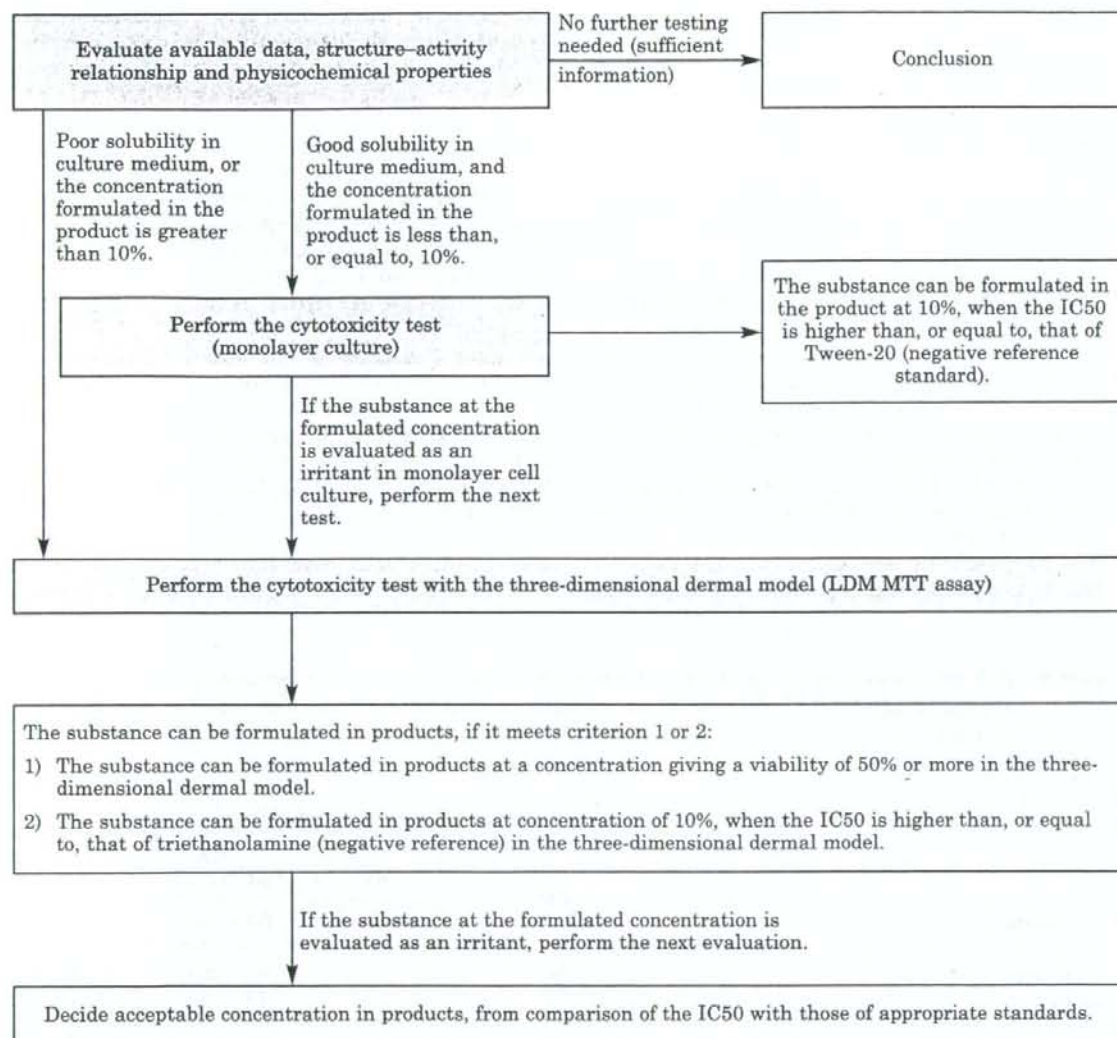 Evaluate available data, structure–activity
relationship and physicochemical properties
No further testing
needed (sufficient
information)
Conclusion
Poor solubility in
culture medium, or
the concentration
formulated in the
product is greater
than 10%.
Good solubility in
culture medium, and
the concentration
formulated in the
product is less than,
or equal to, 10%.
Perform the cytotoxicity test
(monolayer culture)
The substance can be formulated in
the product at 10%, when the IC50
is higher than, or equal to, that of
Tween-20 (negative reference
standard).
If the substance at the
formulated concentration
is evaluated as an
irritant in monolayer cell
culture, perform the next
test.
Perform the cytotoxicity test with the three-dimensional dermal model (LDM MTT assay)
The substance can be formulated in products, if it meets criterion 1 or 2:
1) The substance can be formulated in products at a concentration giving a viability of 50% or more in the three-
dimensional dermal model.
2) The substance can be formulated in products at concentration of 10%, when the IC50 is higher than, or equal
to, that of triethanolamine (negative reference) in the three-dimensional dermal model.
If the substance at the formulated concentration is
evaluated as an irritant, perform the next evaluation.
Decide acceptable concentration in products, from comparison of the IC50 with those of appropriate standards.